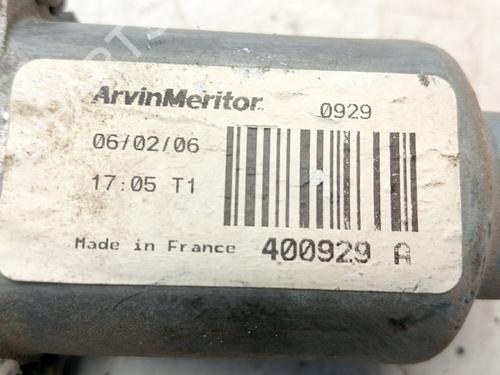 ArvinMeritor 0929
06/02/06
17:05 T1
Made in France 400929 A